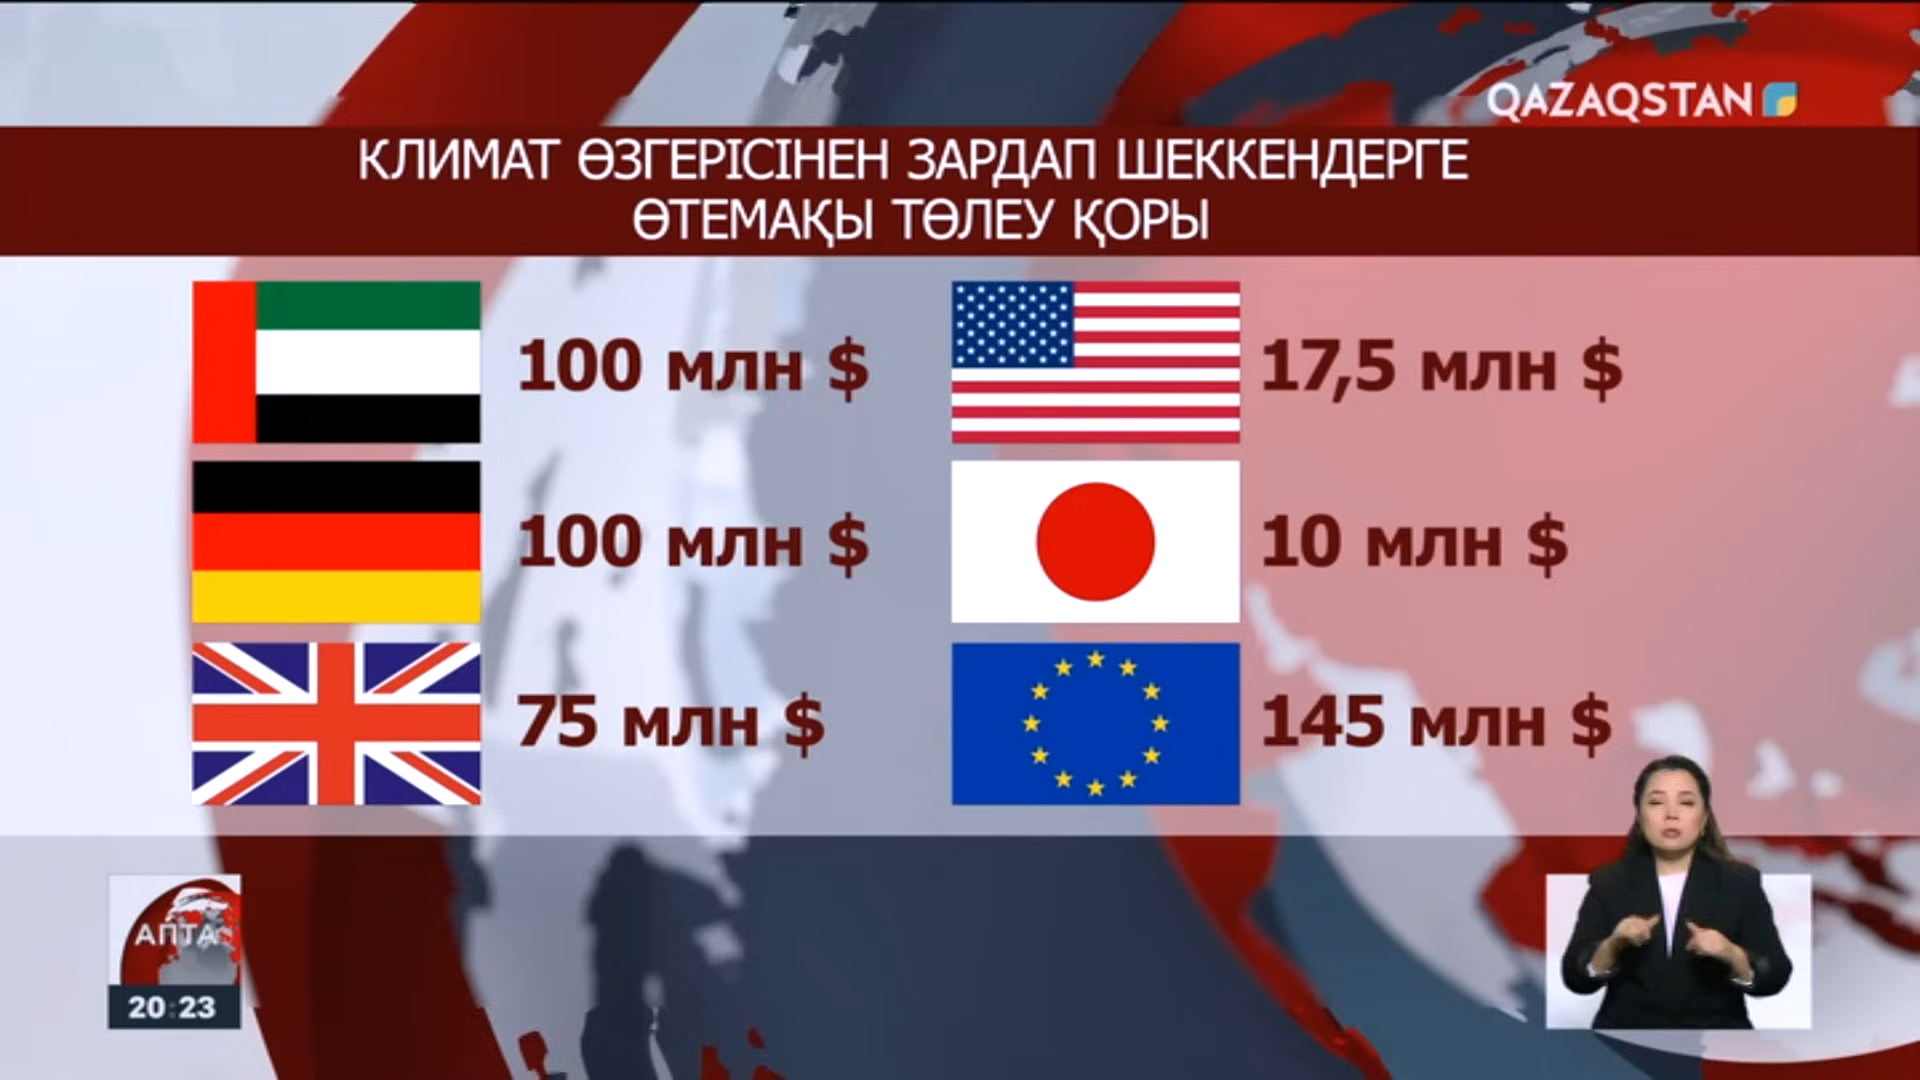 QAZAQSTAN
КЛИМАТ ӨЗГЕРІСІНЕН ЗАРДАП ШЕККЕНДЕРГЕ
ӨТЕМАҚЫ ТӨЛЕУ ҚОРЫ
100 млн $
17,5 млн $
100 млн $
10 млн $
75 млн $
145 млн $
АПТА
20:23